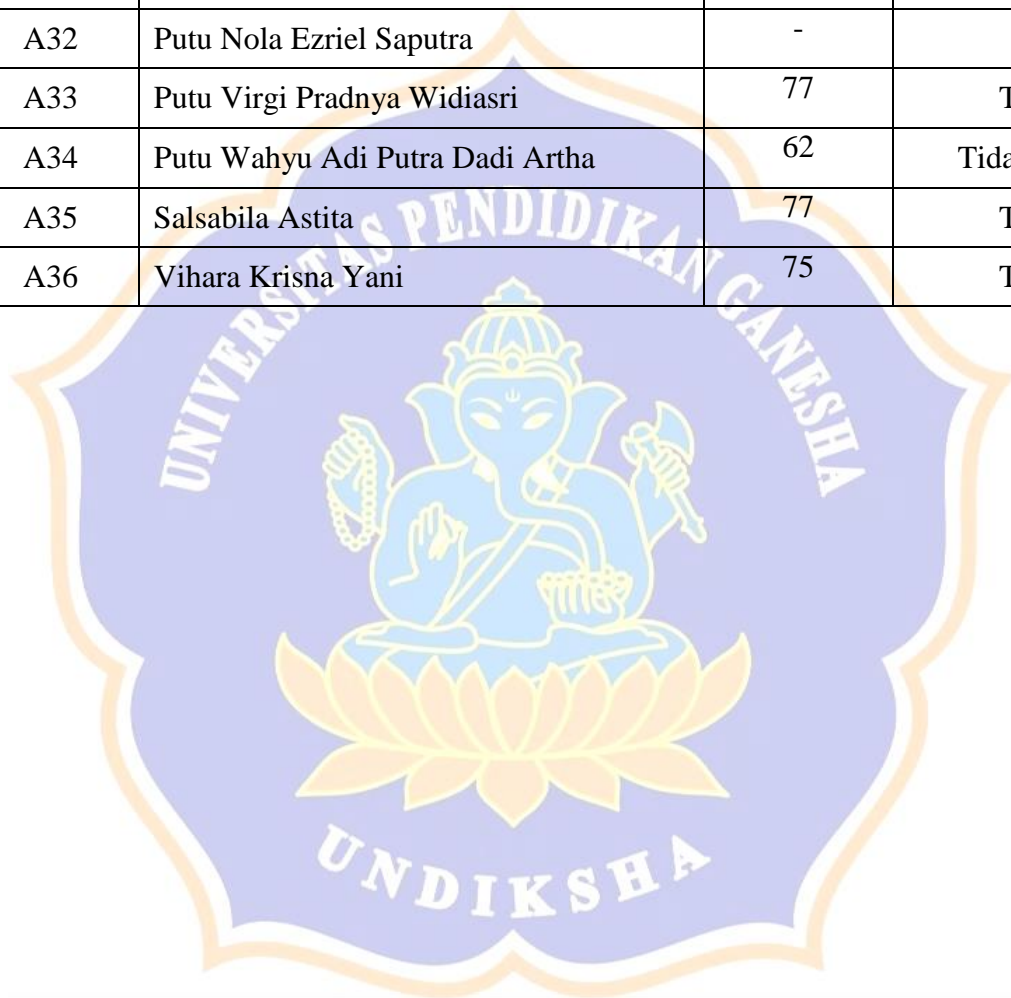 A32 Putu Nola Ezriel Saputra -
A33 Putu Virgi Pradnya Widiasri 77 T
A34 Putu Wahyu Adi Putra Dadi Artha 62 Tida
A35 Salsabila Astita 77 T
A36 Vihara Krisna Yani 75 T
UNIVERSITAS PENDIDIKAN GANESHA
UNDIKSHA